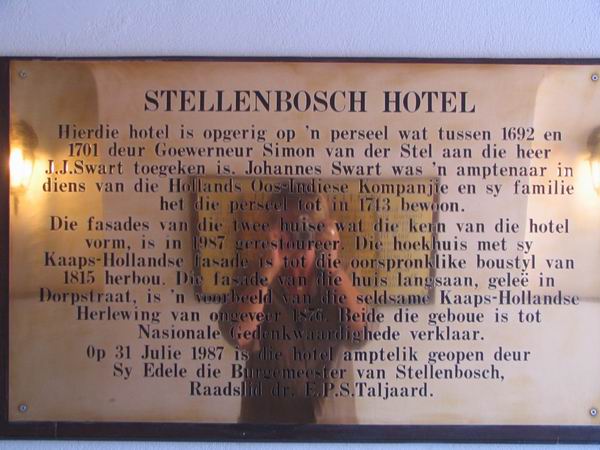 STELLENBOSCH HOTEL
Hierdie hotel is opgerig op 'n perseel wat tussen 1692 en
1701 deur Goewerneur Simon van der Stel aan die heer
J.J.Swart toegeken is. Johannes Swart was 'n amptenaar in
diens van die Hollands Oos-Indiese Kompanjie en sy familie
het die perseel tot in 1743 bewoon.
Die fasades van die twee huise wat die kern van die hotel
vorm, is in 1987 gerestoureer. Die hoekhuis met sy
Kaaps-Hollandse fasade is tot die oorspronklike boustyl van
1815 herbou. Die fasade van die huis langsaan, geleë in
Dorpstraat, is 'n voorbeeld van die seldsame Kaaps-Hollandse
Herlewing van ongeveer 1876. Beide die geboue is tot
Nasionale Gedenkwaardighede verklaar.
Op 31 Julie 1987 is die hotel amptelik geopen deur
Sy Edele die Burgemeester van Stellenbosch,
Raadslid dr. E.P.S.Taljaard.